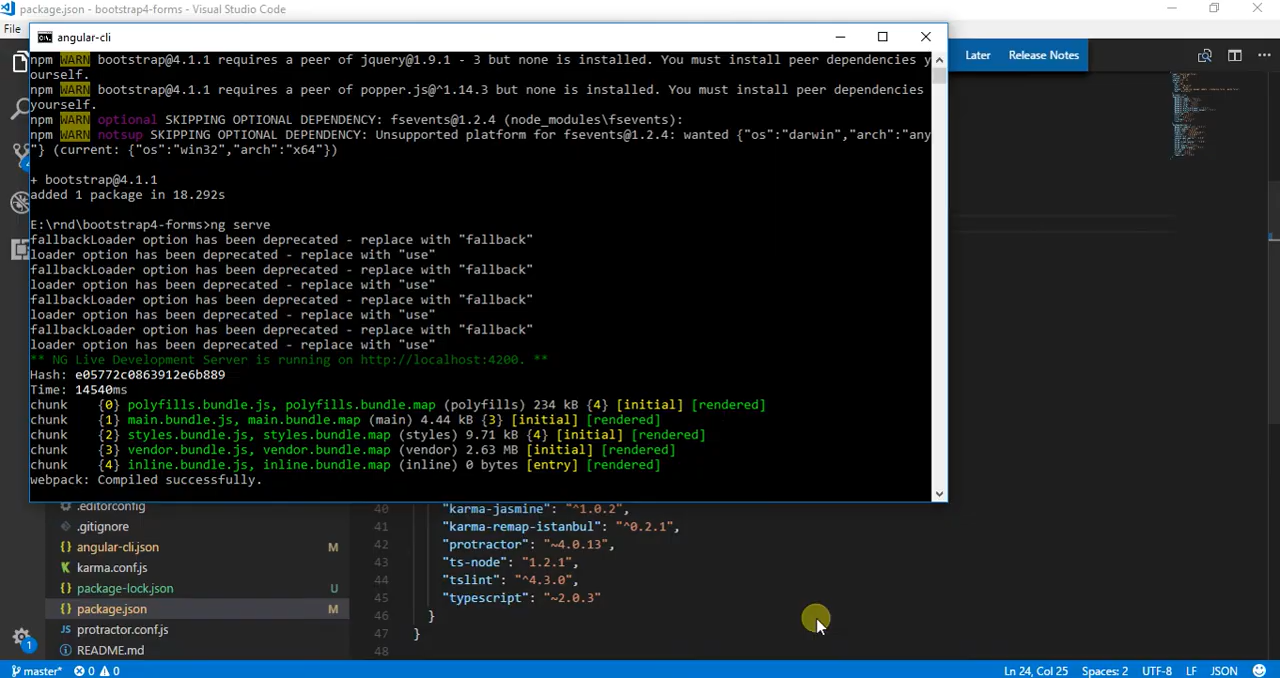 package.json - bootstrap4-forms - Visual Studio Code
File
angular-cli
Later
Release Notes
npm WARN bootstrap@4.1.1 requires a peer of jquery@1.9.1 - 3 but none is installed. You must install peer dependencies y
ourself.
npm WARN bootstrap@4.1.1 requires a peer of popper.js@^1.14.3 but none is installed. You must install peer dependencies
yourself.
npm WARN optional SKIPPING OPTIONAL DEPENDENCY: fsevents@1.2.4 (node_modules\fsevents):
npm WARN notsup SKIPPING OPTIONAL DEPENDENCY: Unsupported platform for fsevents@1.2.4: wanted {"os":"darwin","arch":"any
"} (current: {"os":"win32","arch":"x64"})
+ bootstrap@4.1.1
added 1 package in 18.292s
E:\rnd\bootstrap4-forms>ng serve
fallbackLoader option has been deprecated - replace with "fallback"
loader option has been deprecated - replace with "use"
fallbackLoader option has been deprecated - replace with "fallback"
loader option has been deprecated - replace with "use"
fallbackLoader option has been deprecated - replace with "fallback"
loader option has been deprecated - replace with "use"
fallbackLoader option has been deprecated - replace with "fallback"
loader option has been deprecated - replace with "use"
** NG Live Development Server is running on http://localhost:4200. **
Hash: e05772c0863912e6b889
Time: 14540ms
chunk    {0} polyfills.bundle.js, polyfills.bundle.map (polyfills) 234 kB {4} [initial] [rendered]
chunk    {1} main.bundle.js, main.bundle.map (main) 4.44 kB {3} [initial] [rendered]
chunk    {2} styles.bundle.js, styles.bundle.map (styles) 9.71 kB {4} [initial] [rendered]
chunk    {3} vendor.bundle.js, vendor.bundle.map (vendor) 2.63 MB [initial] [rendered]
chunk    {4} inline.bundle.js, inline.bundle.map (inline) 0 bytes [entry] [rendered]
webpack: Compiled successfully.
.editorconfig
.gitignore
{} angular-cli.json M
karma.conf.js
{} package-lock.json U
{} package.json M
JS protractor.conf.js
README.md
40 "karma-jasmine": "^1.0.2",
41 "karma-remap-istanbul": "^0.2.1",
42 "protractor": "~4.0.13",
43 "ts-node": "1.2.1",
44 "tslint": "^4.3.0",
45 "typescript": "~2.0.3"
46 }
47 }
48
1
master* 0 0
Ln 24, Col 25 Spaces: 2 UTF-8 LF JSON